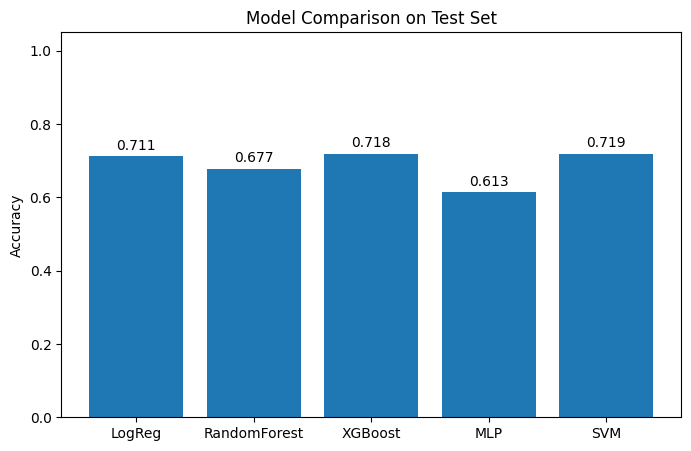 Model Comparison on Test Set
1.0
0.8
0.6
0.4
0.2
0.0
Accuracy
0.711
0.677
0.718
0.613
0.719
LogReg
RandomForest
XGBoost
MLP
SVM